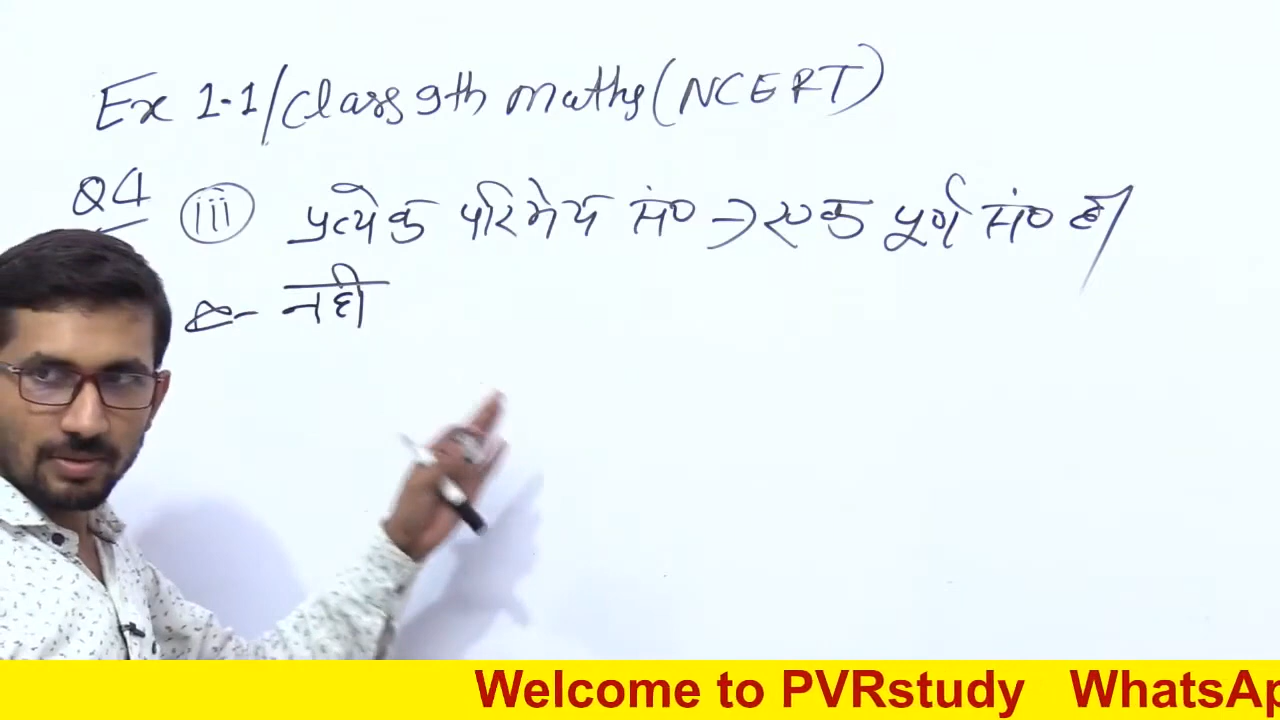 Ex 1.1/Class 9th maths (NCERT)
Q4 (iii) प्रत्येक परिमेय सं० → एक पूर्ण सं० है/
नहीं
Welcome to PVRstudy WhatsAp